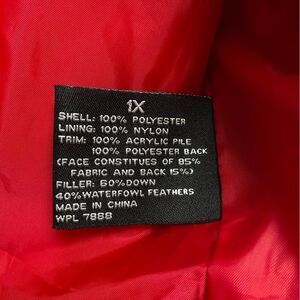 1X
SHELL: 100% POLYESTER
LINING: 100% NYLON
TRIM: 100% ACRYLIC PILE
100% POLYESTER BACK
(FACE CONSTITUES OF 85%
FABRIC AND BACK 15%)
FILLER: 60%DOWN
40%WATERFOWL FEATHERS
MADE IN CHINA
WPL 7888